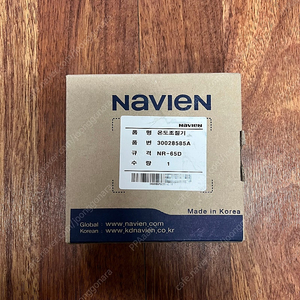 NAVIEN
NAVIEN
품 명 온도조절기
품 번 30028585A
규 격 NR-65D
수 량 1
Made in Korea
Global : www.navien.com
Korean : www.kdnavien.co.kr